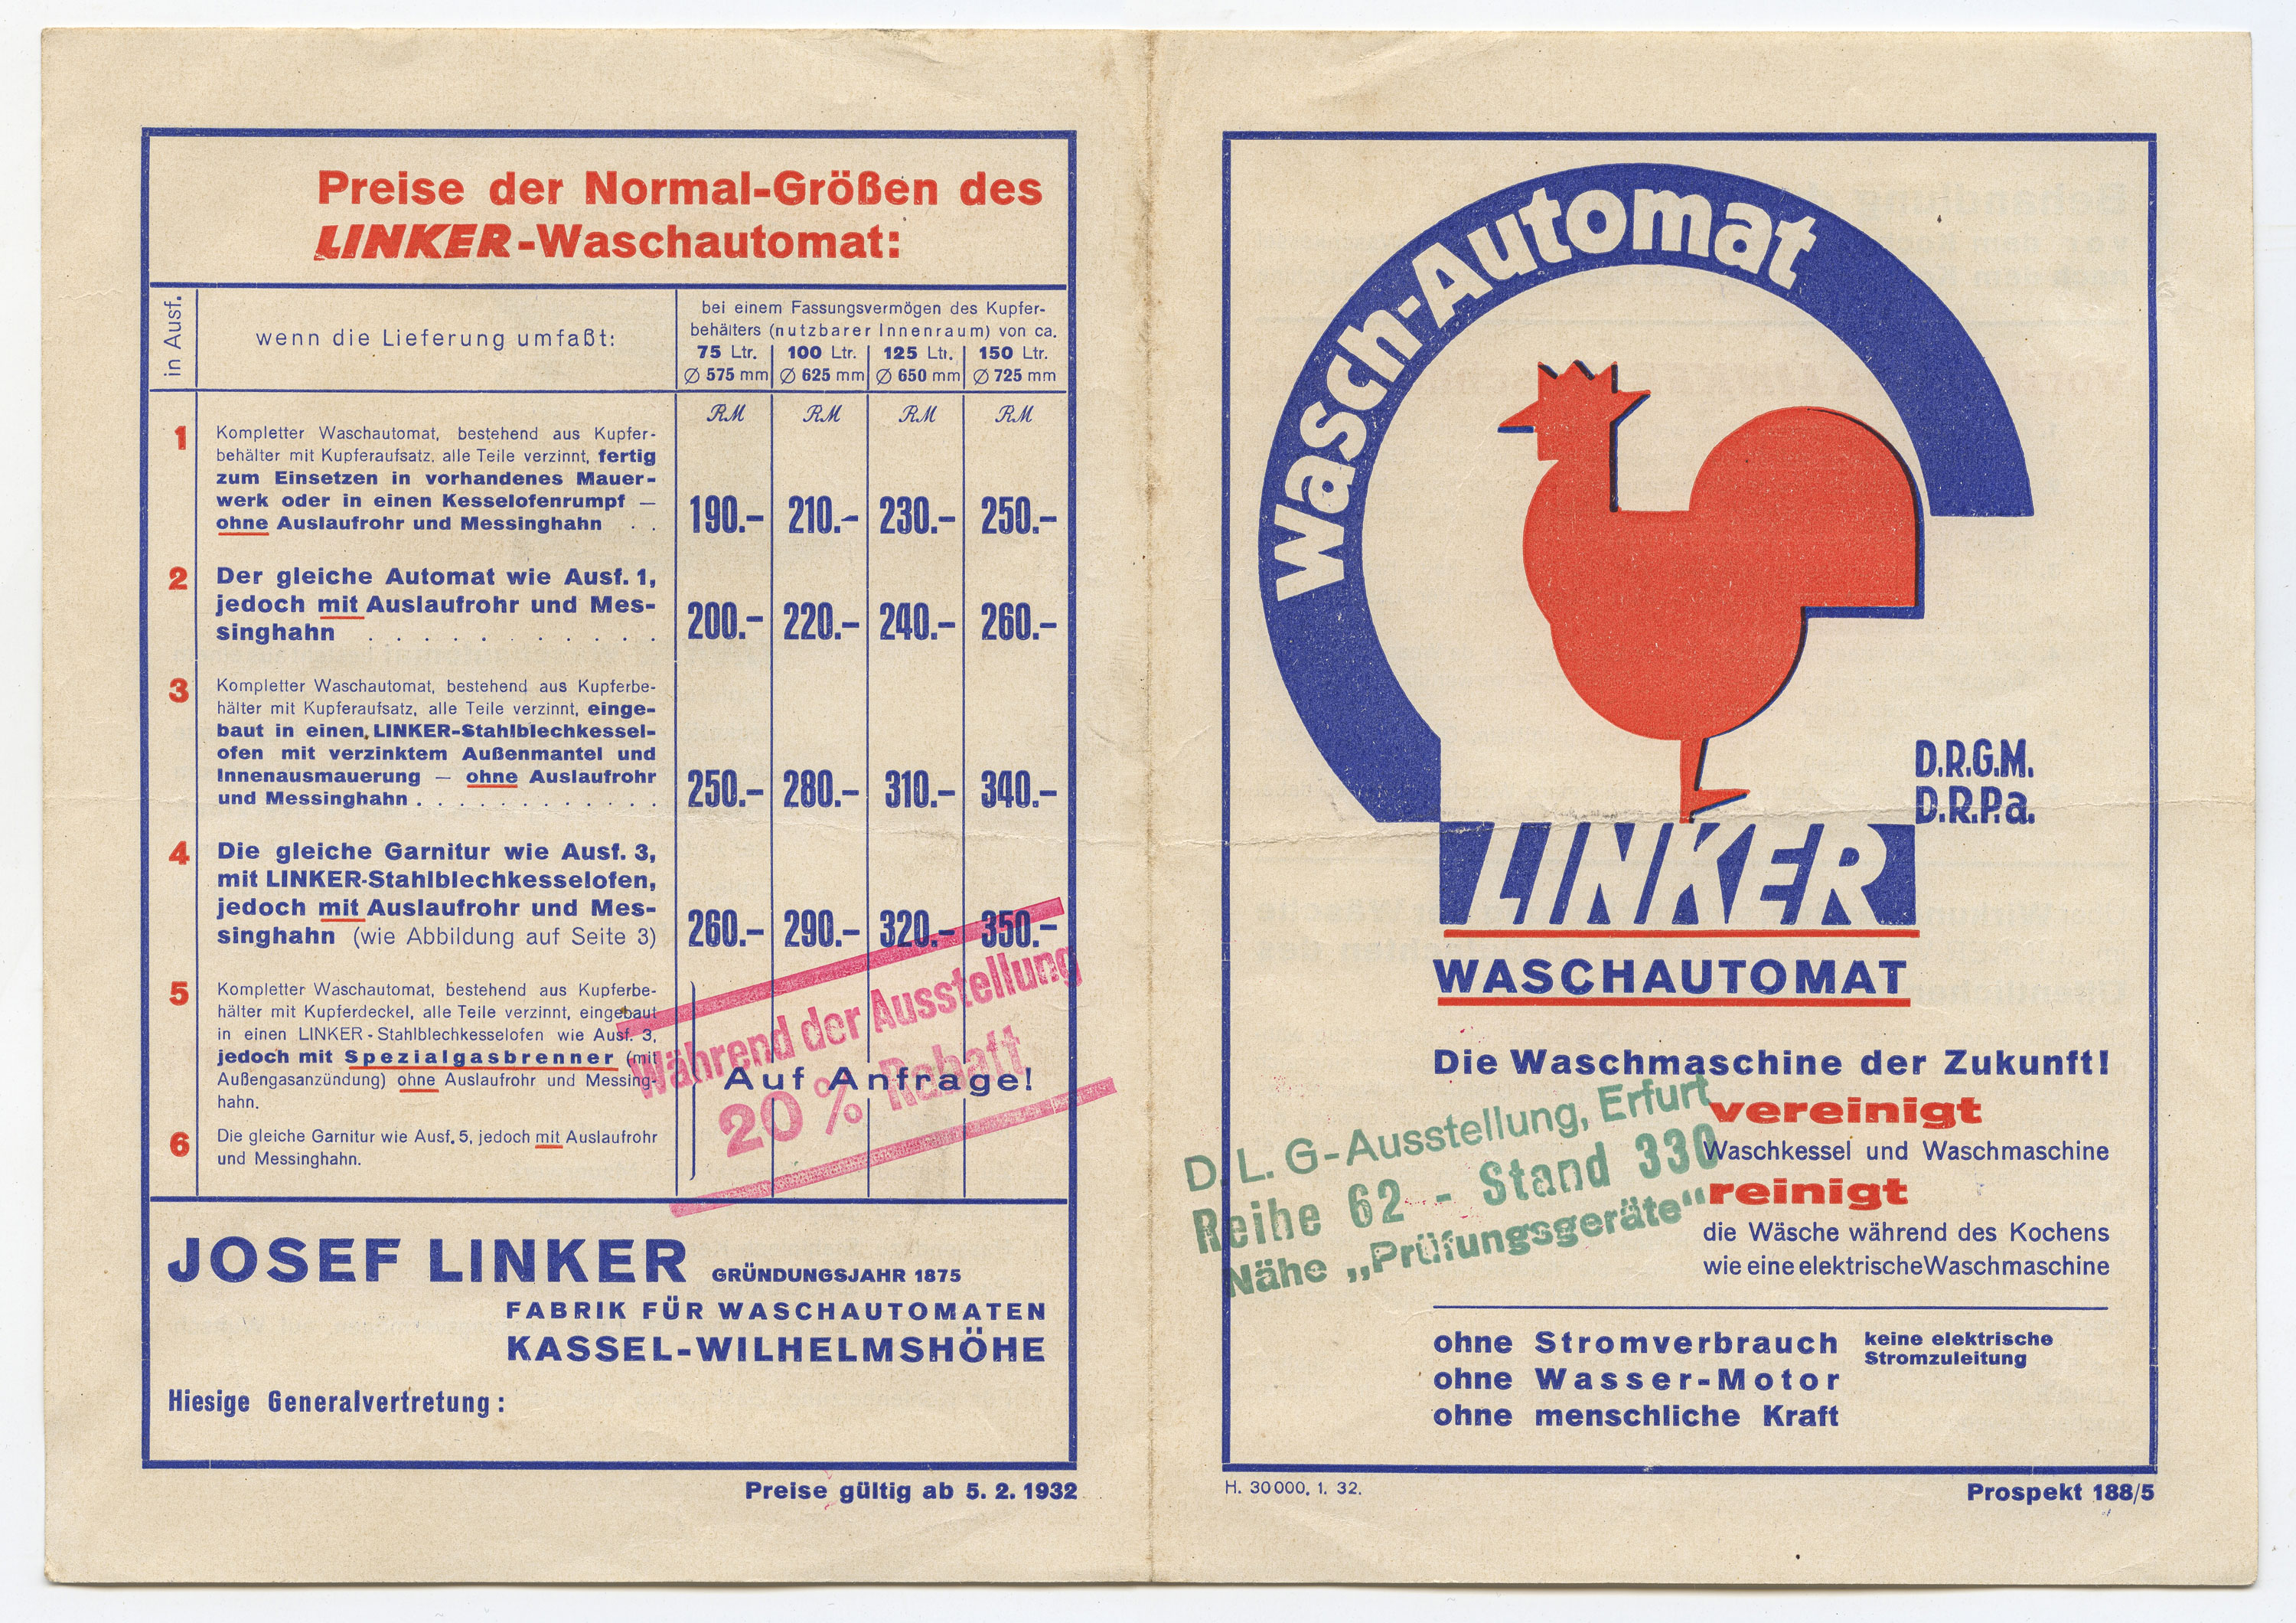 Preise der Normal-Größen des
LINKER-Waschautomat:
in Ausf.
wenn die Lieferung umfaßt:
bei einem Fassungsvermögen des Kupfer-
behälters (nutzbarer Innenraum) von ca.
75 Ltr. 100 Ltr. 125 Ltr. 150 Ltr.
Ø 575 mm Ø 625 mm Ø 650 mm Ø 725 mm
RM RM RM RM
1 Kompletter Waschautomat, bestehend aus Kupfer-
behälter mit Kupferaufsatz, alle Teile verzinnt, fertig
zum Einsetzen in vorhandenes Mauer-
werk oder in einen Kesselofenrumpf —
ohne Auslaufrohr und Messinghahn . . 190.- 210.- 230.- 250.-
2 Der gleiche Automat wie Ausf. 1,
jedoch mit Auslaufrohr und Mes-
singhahn . . . . . . . . . . . 200.- 220.- 240.- 260.-
3 Kompletter Waschautomat, bestehend aus Kupferbe-
hälter mit Kupferaufsatz, alle Teile verzinnt, einge-
baut in einen LINKER-Stahlblechkessel-
ofen mit verzinktem Außenmantel und
Innenausmauerung — ohne Auslaufrohr
und Messinghahn . . . . . . . . . . . . 250.- 280.- 310.- 340.-
4 Die gleiche Garnitur wie Ausf. 3,
mit LINKER-Stahlblechkesselofen,
jedoch mit Auslaufrohr und Mes-
singhahn (wie Abbildung auf Seite 3) 260.- 290.- 320.- 350.-
5 Kompletter Waschautomat, bestehend aus Kupferbe-
hälter mit Kupferdeckel, alle Teile verzinnt, eingebaut
in einen LINKER-Stahlblechkesselofen wie Ausf. 3,
jedoch mit Spezialgasbrenner (mit
Außengasanzündung) ohne Auslaufrohr und Messing-
hahn.
Auf Anfrage!
6 Die gleiche Garnitur wie Ausf. 5, jedoch mit Auslaufrohr
und Messinghahn.
Während der Ausstellung
20 % Rabatt
JOSEF LINKER GRÜNDUNGSJAHR 1875
FABRIK FÜR WASCHAUTOMATEN
KASSEL-WILHELMSHÖHE
Hiesige Generalvertretung:
Preise gültig ab 5. 2. 1932
Wasch-Automat
D.R.G.M.
D.R.P.a.
LINKER
WASCHAUTOMAT
Die Waschmaschine der Zukunft!
vereinigt
Waschkessel und Waschmaschine
reinigt
die Wäsche während des Kochens
wie eine elektrische Waschmaschine
D. L. G-Ausstellung, Erfurt
Reihe 62 - Stand 330
Nähe „Prüfungsgeräte“
ohne Stromverbrauch keine elektrische
Stromzuleitung
ohne Wasser-Motor
ohne menschliche Kraft
H. 30000, 1. 32.
Prospekt 188/5